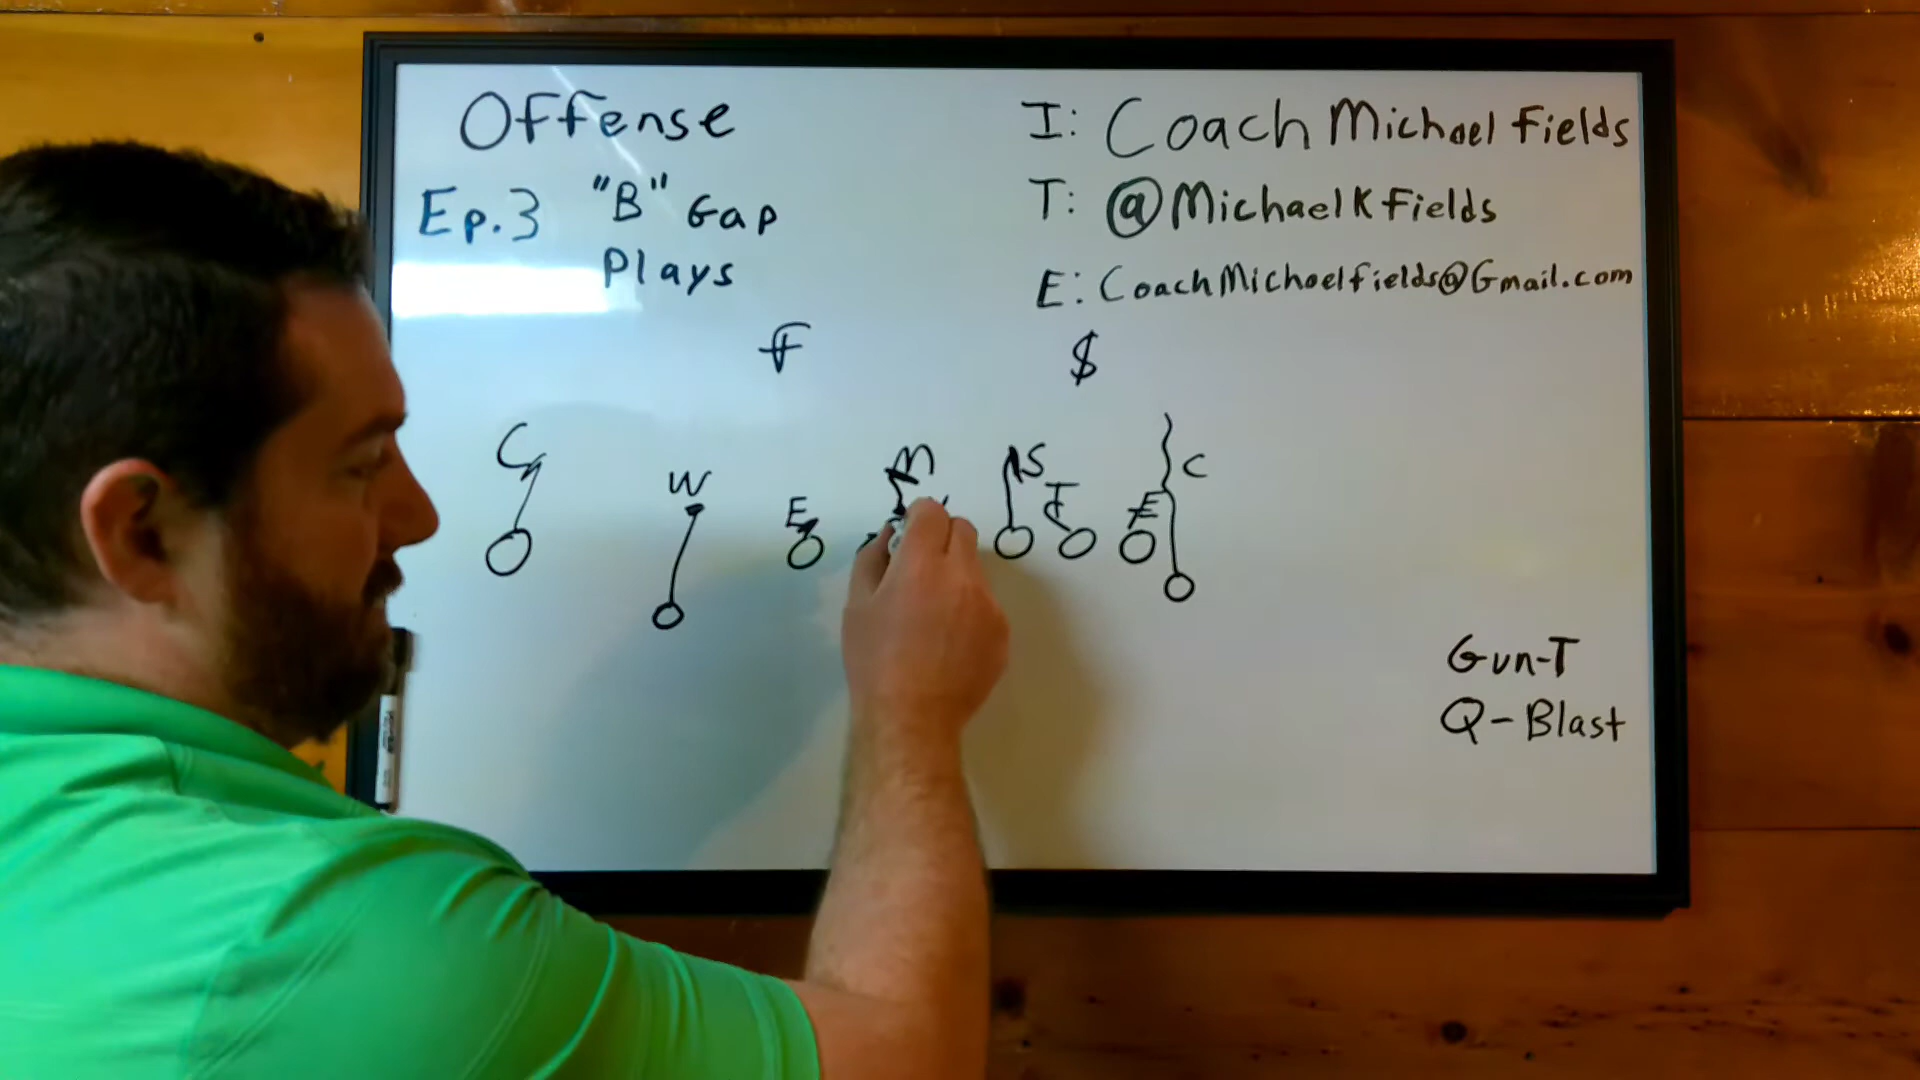 Offense
Ep.3 "B" Gap
Plays
I: Coach Michael Fields
T: @MichaelKFields
E: CoachMichaelfields@Gmail.com
F $
C W E M S T E C
Gun-T
Q-Blast